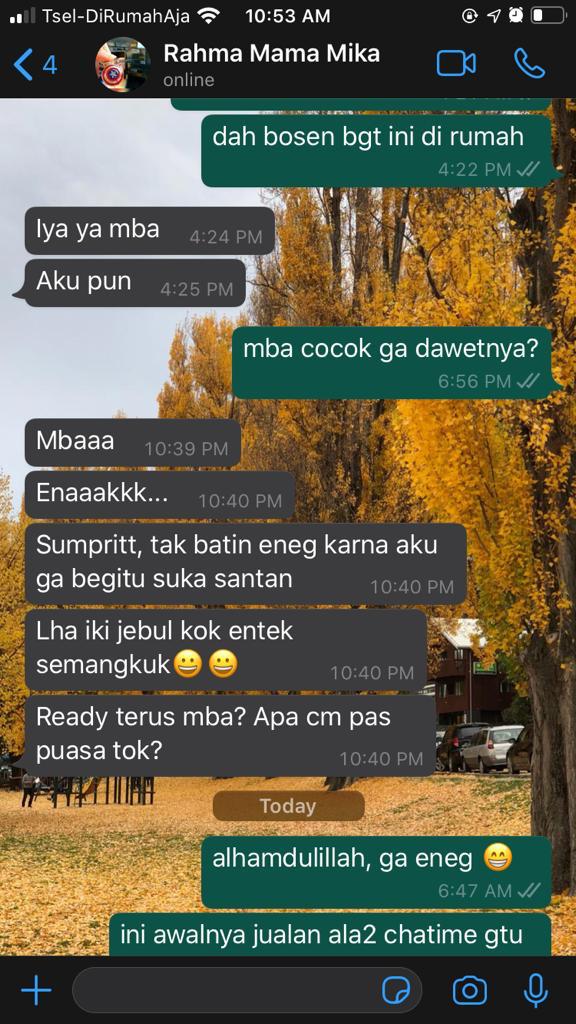 Tsel-DiRumahAja 10:53 AM
4 Rahma Mama Mika
online
dah bosen bgt ini di rumah
4:22 PM
Iya ya mba 4:24 PM
Aku pun 4:25 PM
mba cocok ga dawetnya?
6:56 PM
Mbaaa 10:39 PM
Enaaakkk... 10:40 PM
Sumpritt, tak batin eneg karna aku
ga begitu suka santan 10:40 PM
Lha iki jebul kok entek
semangkuk😀😀 10:40 PM
Ready terus mba? Apa cm pas
puasa tok? 10:40 PM
Today
alhamdulillah, ga eneg 😁
6:47 AM
ini awalnya jualan ala2 chatime gtu